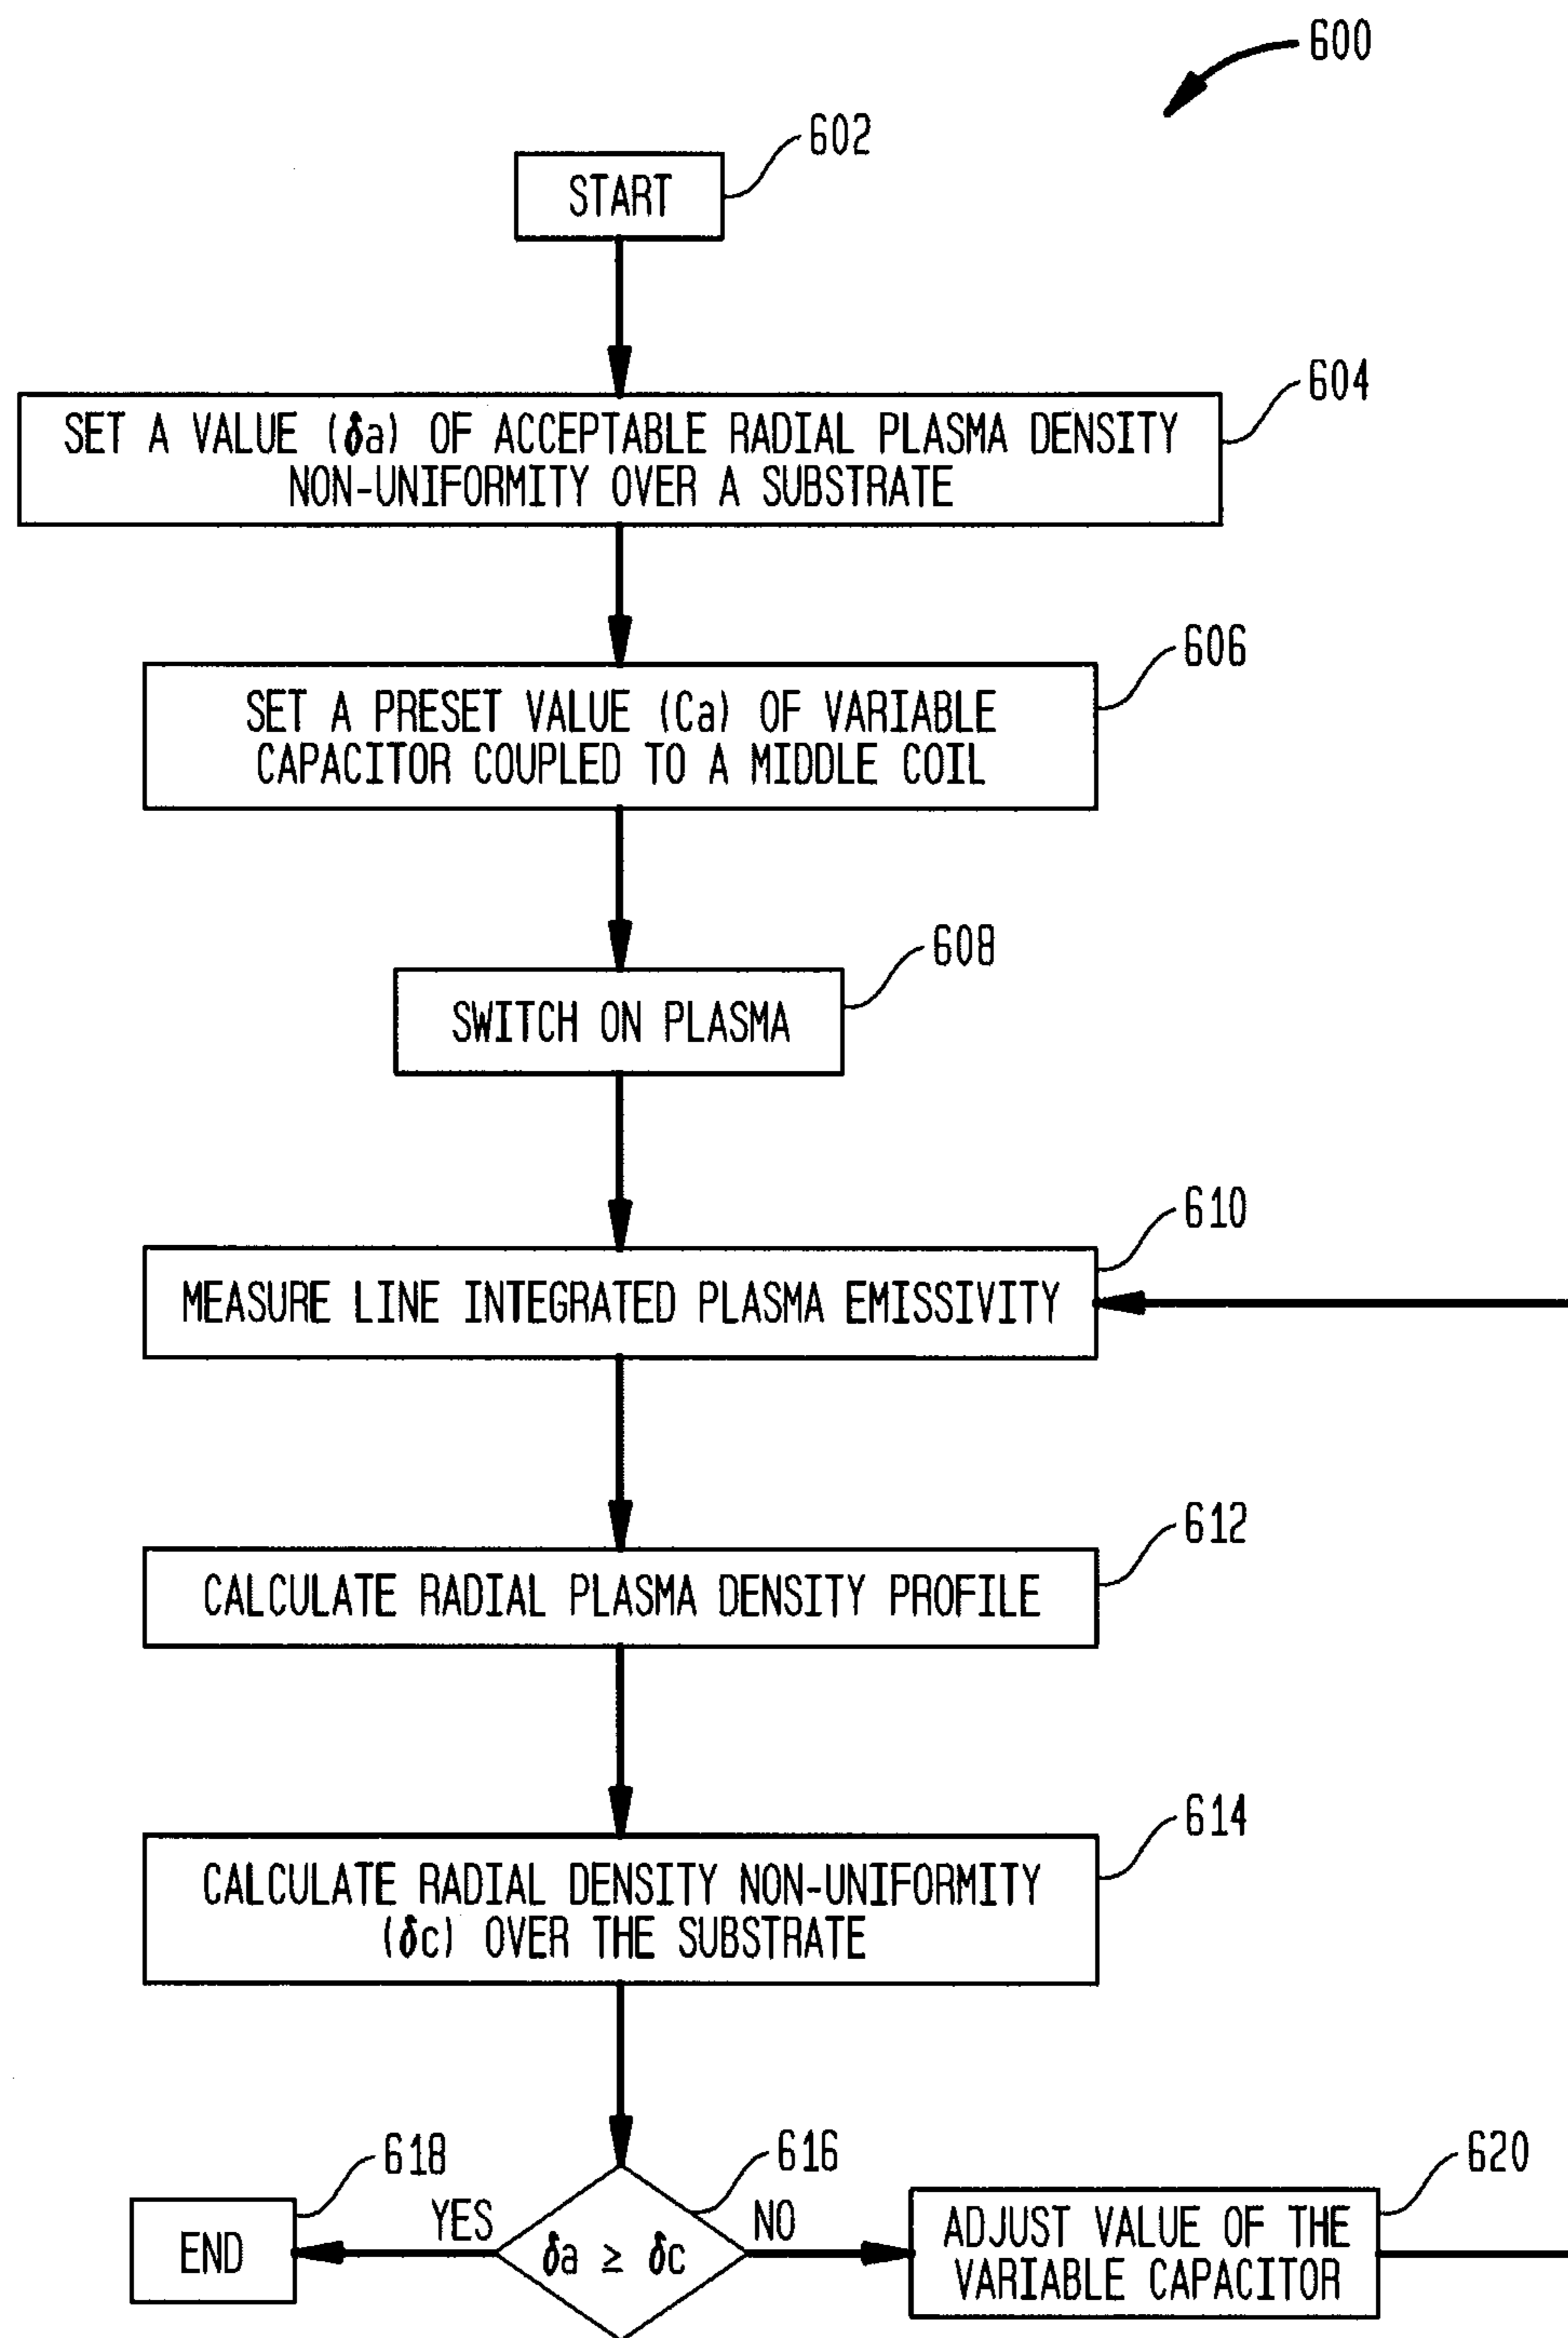 600
602
START
604
SET A VALUE (δa) OF ACCEPTABLE RADIAL PLASMA DENSITY
NON-UNIFORMITY OVER A SUBSTRATE
606
SET A PRESET VALUE (Ca) OF VARIABLE
CAPACITOR COUPLED TO A MIDDLE COIL
608
SWITCH ON PLASMA
610
MEASURE LINE INTEGRATED PLASMA EMISSIVITY
612
CALCULATE RADIAL PLASMA DENSITY PROFILE
614
CALCULATE RADIAL DENSITY NON-UNIFORMITY
(δc) OVER THE SUBSTRATE
618
616
620
END
YES
δa ≥ δc
NO
ADJUST VALUE OF THE
VARIABLE CAPACITOR